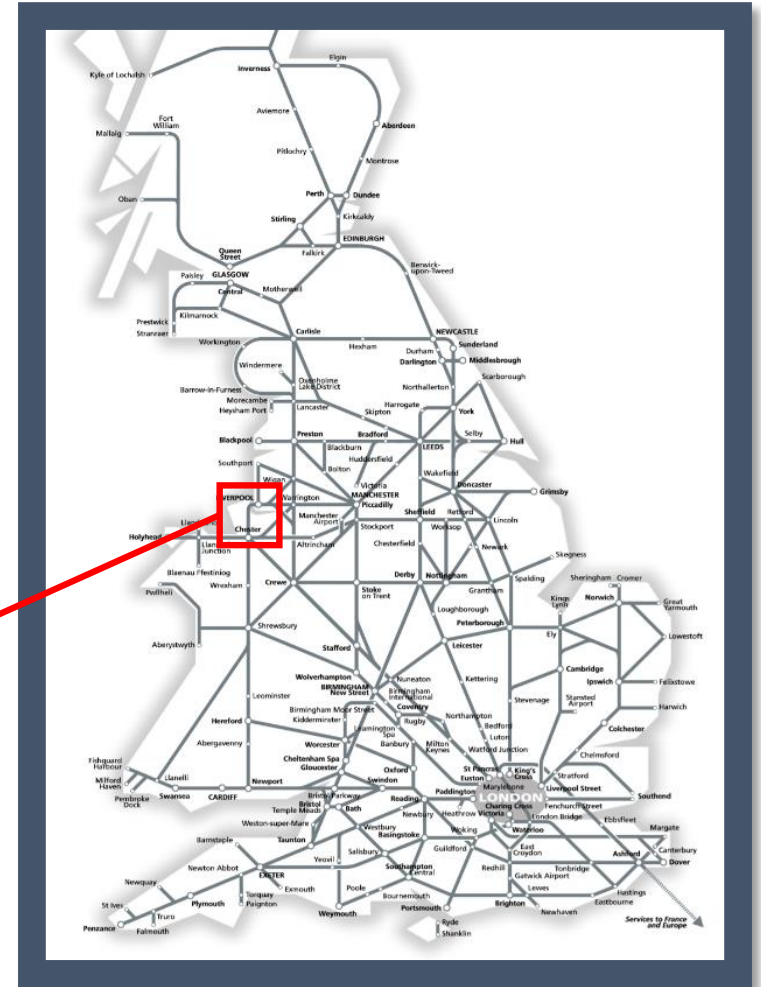 Elgin
Inverness
Kyle of Lochalsh
Aviemore
Fort
William
Mallaig
Aberdeen
Pitlochry
Montrose
Perth
Dundee
Oban
Stirling
Kirkcaldy
EDINBURGH
Queen
Street
Falkirk
Berwick-
upon-Tweed
Paisley
GLASGOW
Central
Motherwell
Prestwick
Kilmarnock
Stranraer
Carlisle
NEWCASTLE
Workington
Hexham
Sunderland
Durham
Darlington
Middlesbrough
Windermere
Oxenholme
Lake District
Scarborough
Barrow-in-Furness
Northallerton
Morecambe
Heysham Port
Lancaster
Harrogate
Skipton
York
Blackpool
Preston
Bradford
Selby
Hull
Blackburn
LEEDS
Southport
Huddersfield
Bolton
Wakefield
Wigan
Victoria
Doncaster
Grimsby
LIVERPOOL
Warrington
MANCHESTER
Piccadilly
Manchester
Airport
Sheffield
Retford
Lincoln
Stockport
Worksop
Holyhead
Chester
Junction
Altrincham
Chesterfield
Newark
Skegness
Blaenau Ffestiniog
Pwllheli
Wrexham
Crewe
Stoke
on Trent
Derby
Nottingham
Grantham
Spalding
Sheringham
Cromer
Kings
Lynn
Norwich
Great
Yarmouth
Loughborough
Shrewsbury
Peterborough
Ely
Lowestoft
Aberystwyth
Stafford
Leicester
Wolverhampton
BIRMINGHAM
New Street
Nuneaton
Kettering
Cambridge
Ipswich
Felixstowe
Birmingham
International
Leominster
Birmingham Moor Street
Coventry
Stevenage
Stansted
Airport
Harwich
Kidderminster
Rugby
Northampton
Hereford
Leamington
Spa
Bedford
Colchester
Abergavenny
Worcester
Banbury
Milton
Keynes
Luton
Watford Junction
Chelmsford
Cheltenham Spa
Gloucester
Oxford
St Pancras
King's
Cross
Euston
Stratford
Fishguard
Harbour
Llanelli
Newport
Swindon
Marylebone
Liverpool Street
Milford
Haven
Paddington
LONDON
Southend
Pembroke
Dock
Swansea
CARDIFF
Bristol Parkway
Reading
Charing Cross
Fenchurch Street
Bristol
Temple Meads
Bath
Newbury
Heathrow
Victoria
London Bridge
Ebbsfleet
Weston-super-Mare
Westbury
Basingstoke
Woking
Waterloo
Margate
Barnstaple
Taunton
Salisbury
Guildford
East
Croydon
Canterbury
Yeovil
Southampton
Central
Redhill
Tonbridge
Ashford
Dover
Newton Abbot
EXETER
Gatwick Airport
Newquay
Exmouth
Poole
Lewes
Hastings
Torquay
Paignton
Bournemouth
Eastbourne
St Ives
Plymouth
Weymouth
Portsmouth
Brighton
Newhaven
Truro
Penzance
Falmouth
Ryde
Shanklin
Services to France
and Europe